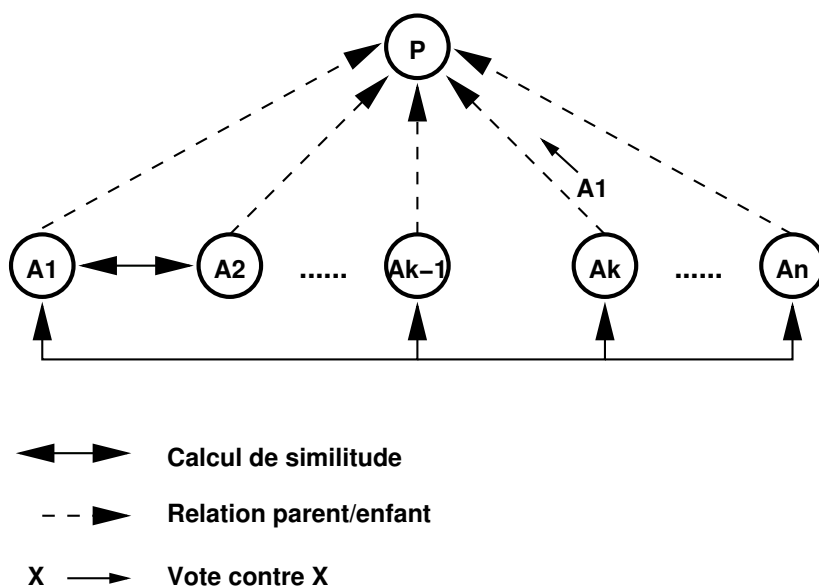 P
A1
A1 A2 ...... Ak−1 Ak ...... An
Calcul de similitude
Relation parent/enfant
X Vote contre X